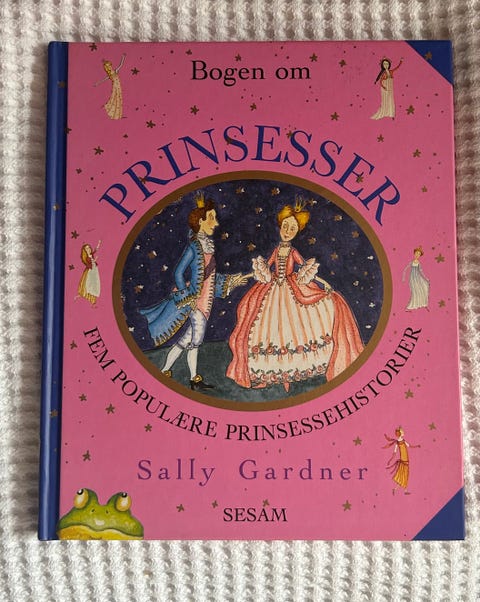 Bogen om
PRINSESSER
FEM POPULÆRE PRINSESSEHISTORIER
Sally Gardner
SESAM